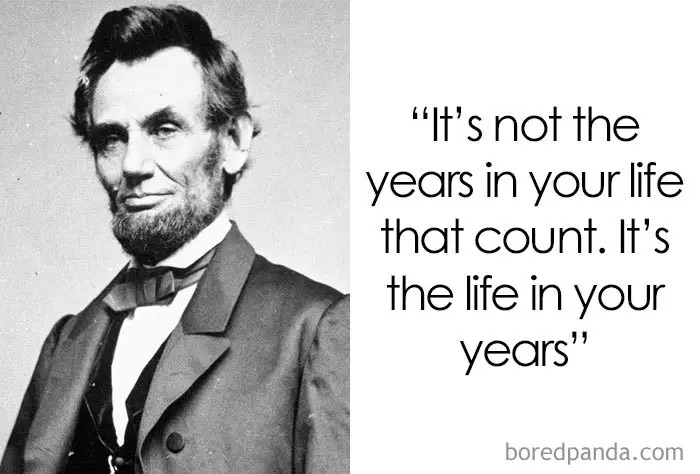 “It’s not the
years in your life
that count. It’s
the life in your
years”
boredpanda.com